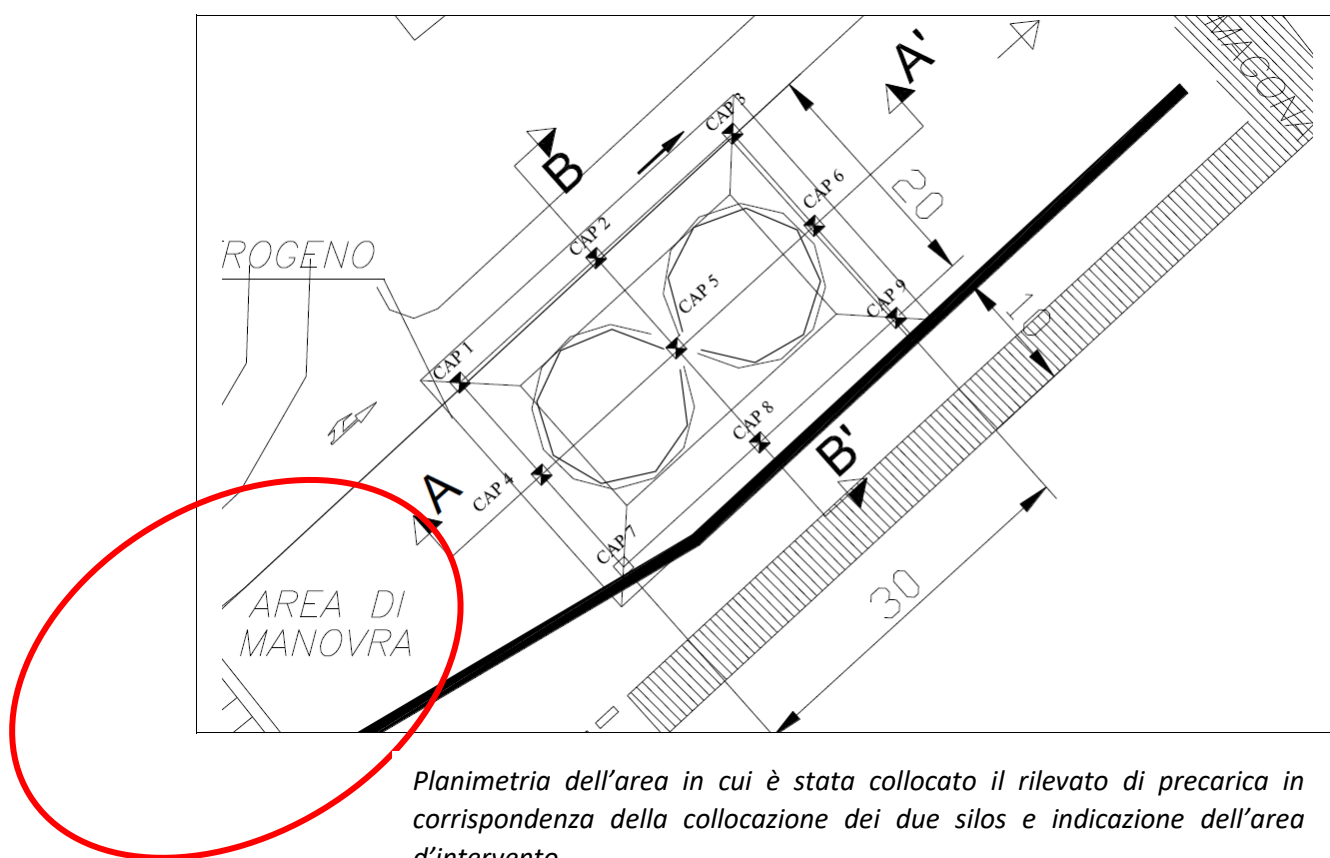 MAGONA
A'
CAP 3
B
CAP 6
20
CAP 2
ROGENO
CAP 5
CAP 9
10
CAP 1
CAP 8
B'
A
CAP 4
CAP 7
30
AREA DI
MANOVRA
Planimetria dell'area in cui è stata collocato il rilevato di precarica in
corrispondenza della collocazione dei due silos e indicazione dell'area
d'intervento